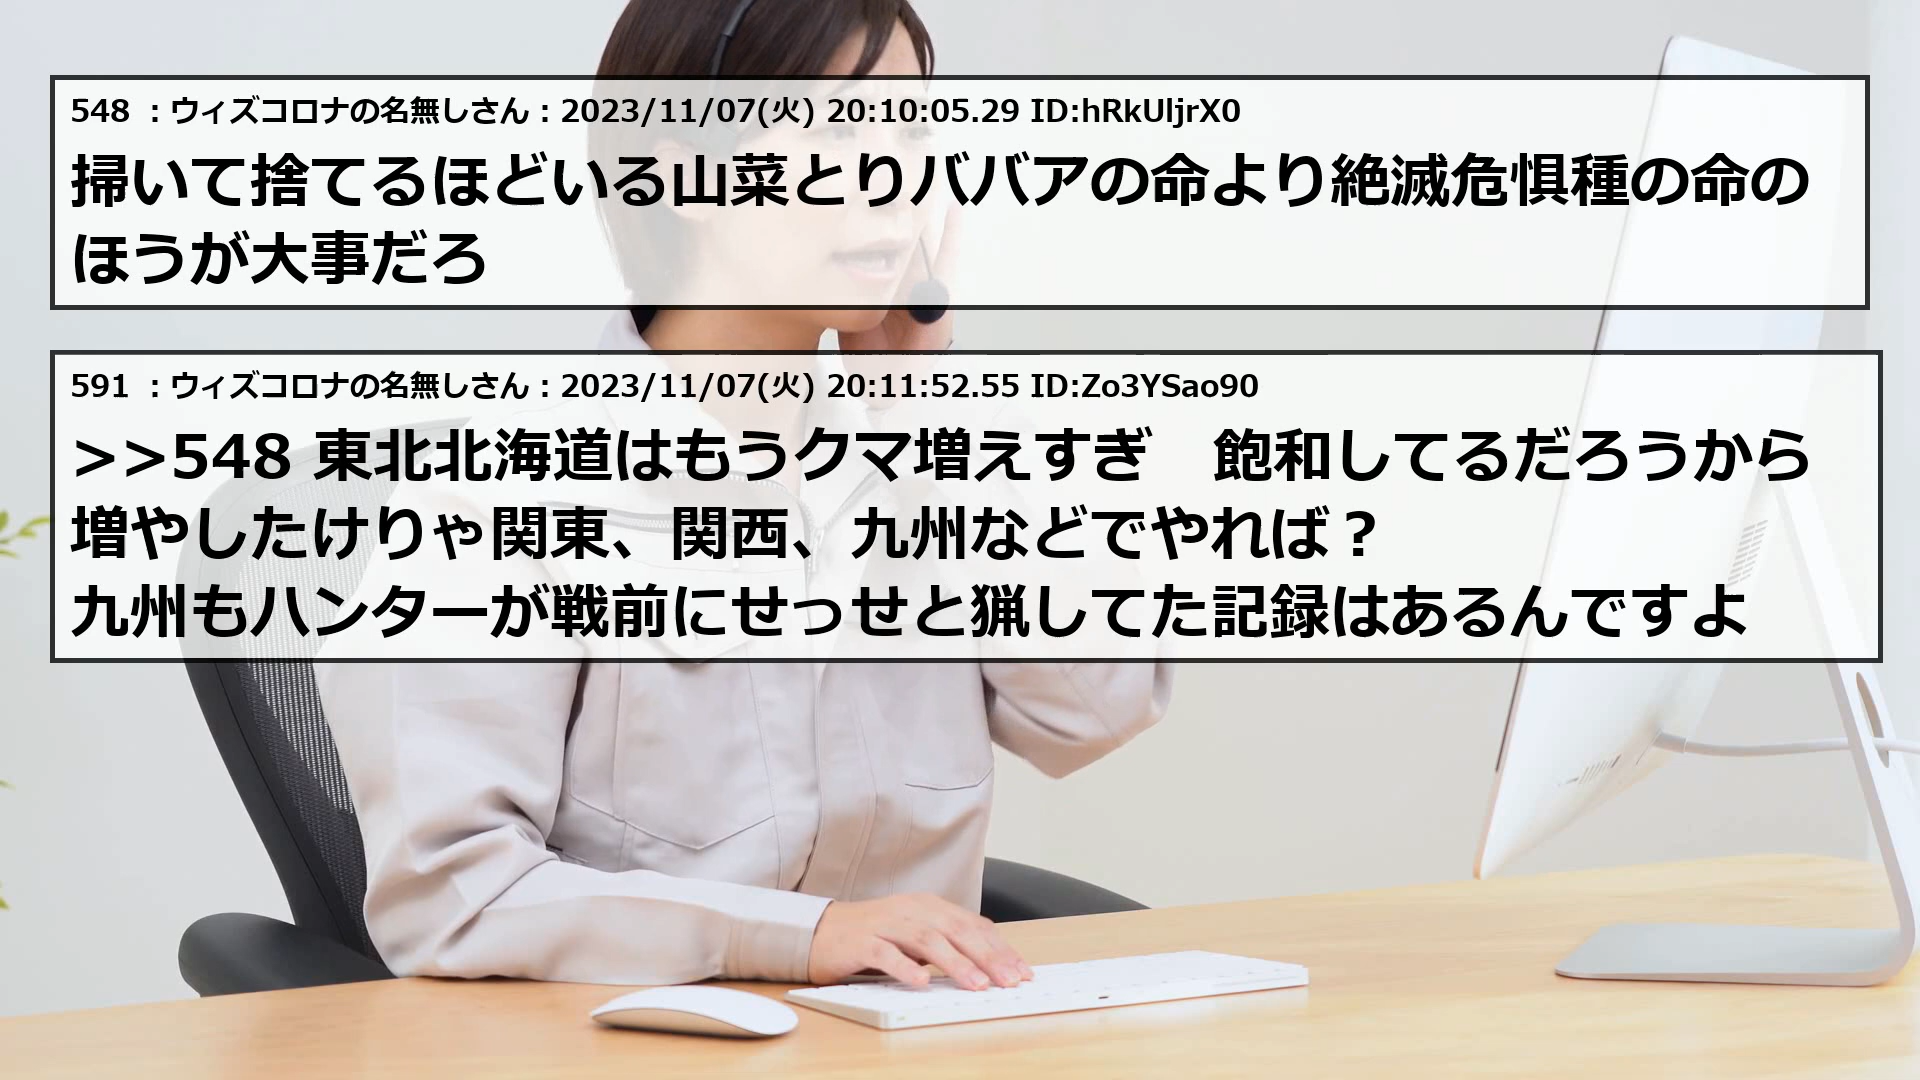 548 ：ウィズコロナの名無しさん：2023/11/07(火) 20:10:05.29 ID:hRkUljrX0
掃いて捨てるほどいる山菜とりババアの命より絶滅危惧種の命の
ほうが大事だろ
591 ：ウィズコロナの名無しさん：2023/11/07(火) 20:11:52.55 ID:Zo3YSao90
>>548 東北北海道はもうクマ増えすぎ　飽和してるだろうから
増やしたけりゃ関東、関西、九州などでやれば？
九州もハンターが戦前にせっせと猟してた記録はあるんですよ